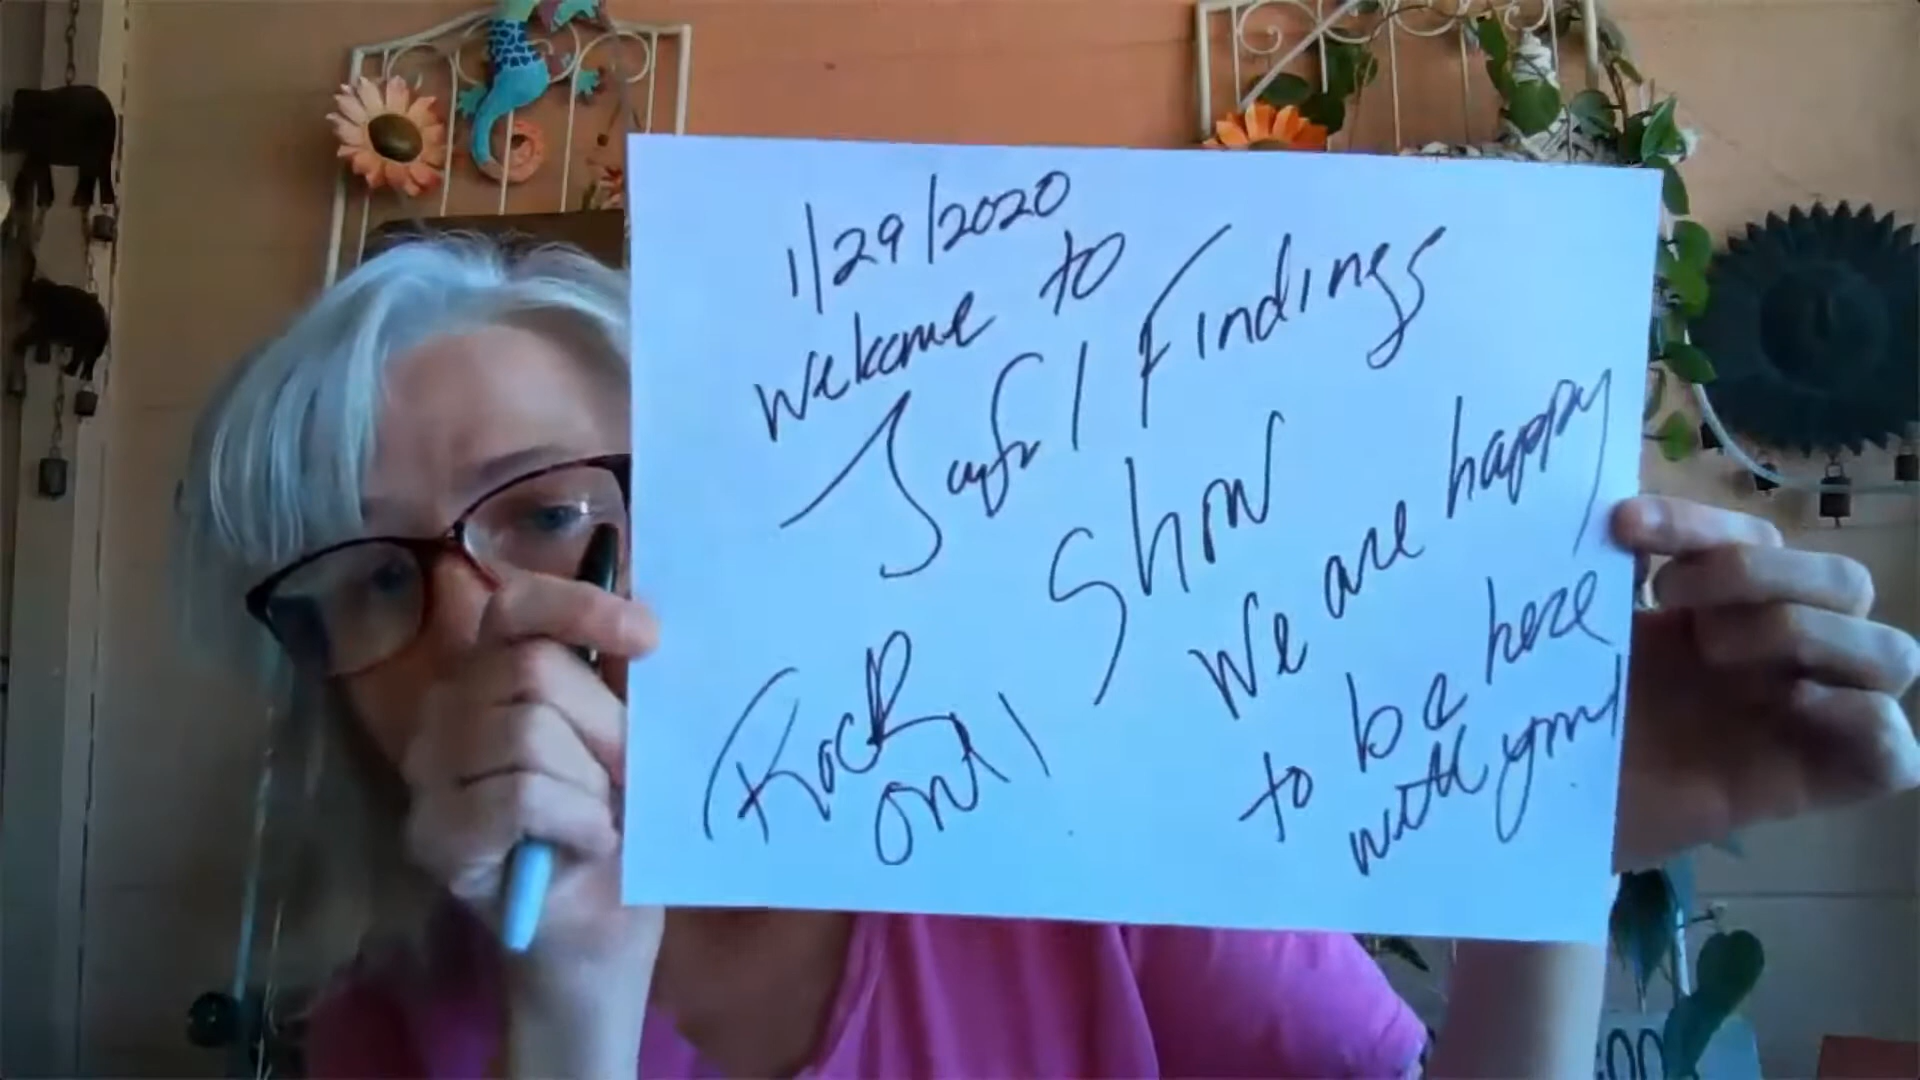 1/29/2020
Welcome to
Joyful Findings
Show
We are happy
to be here
with you!
Rock
on!!